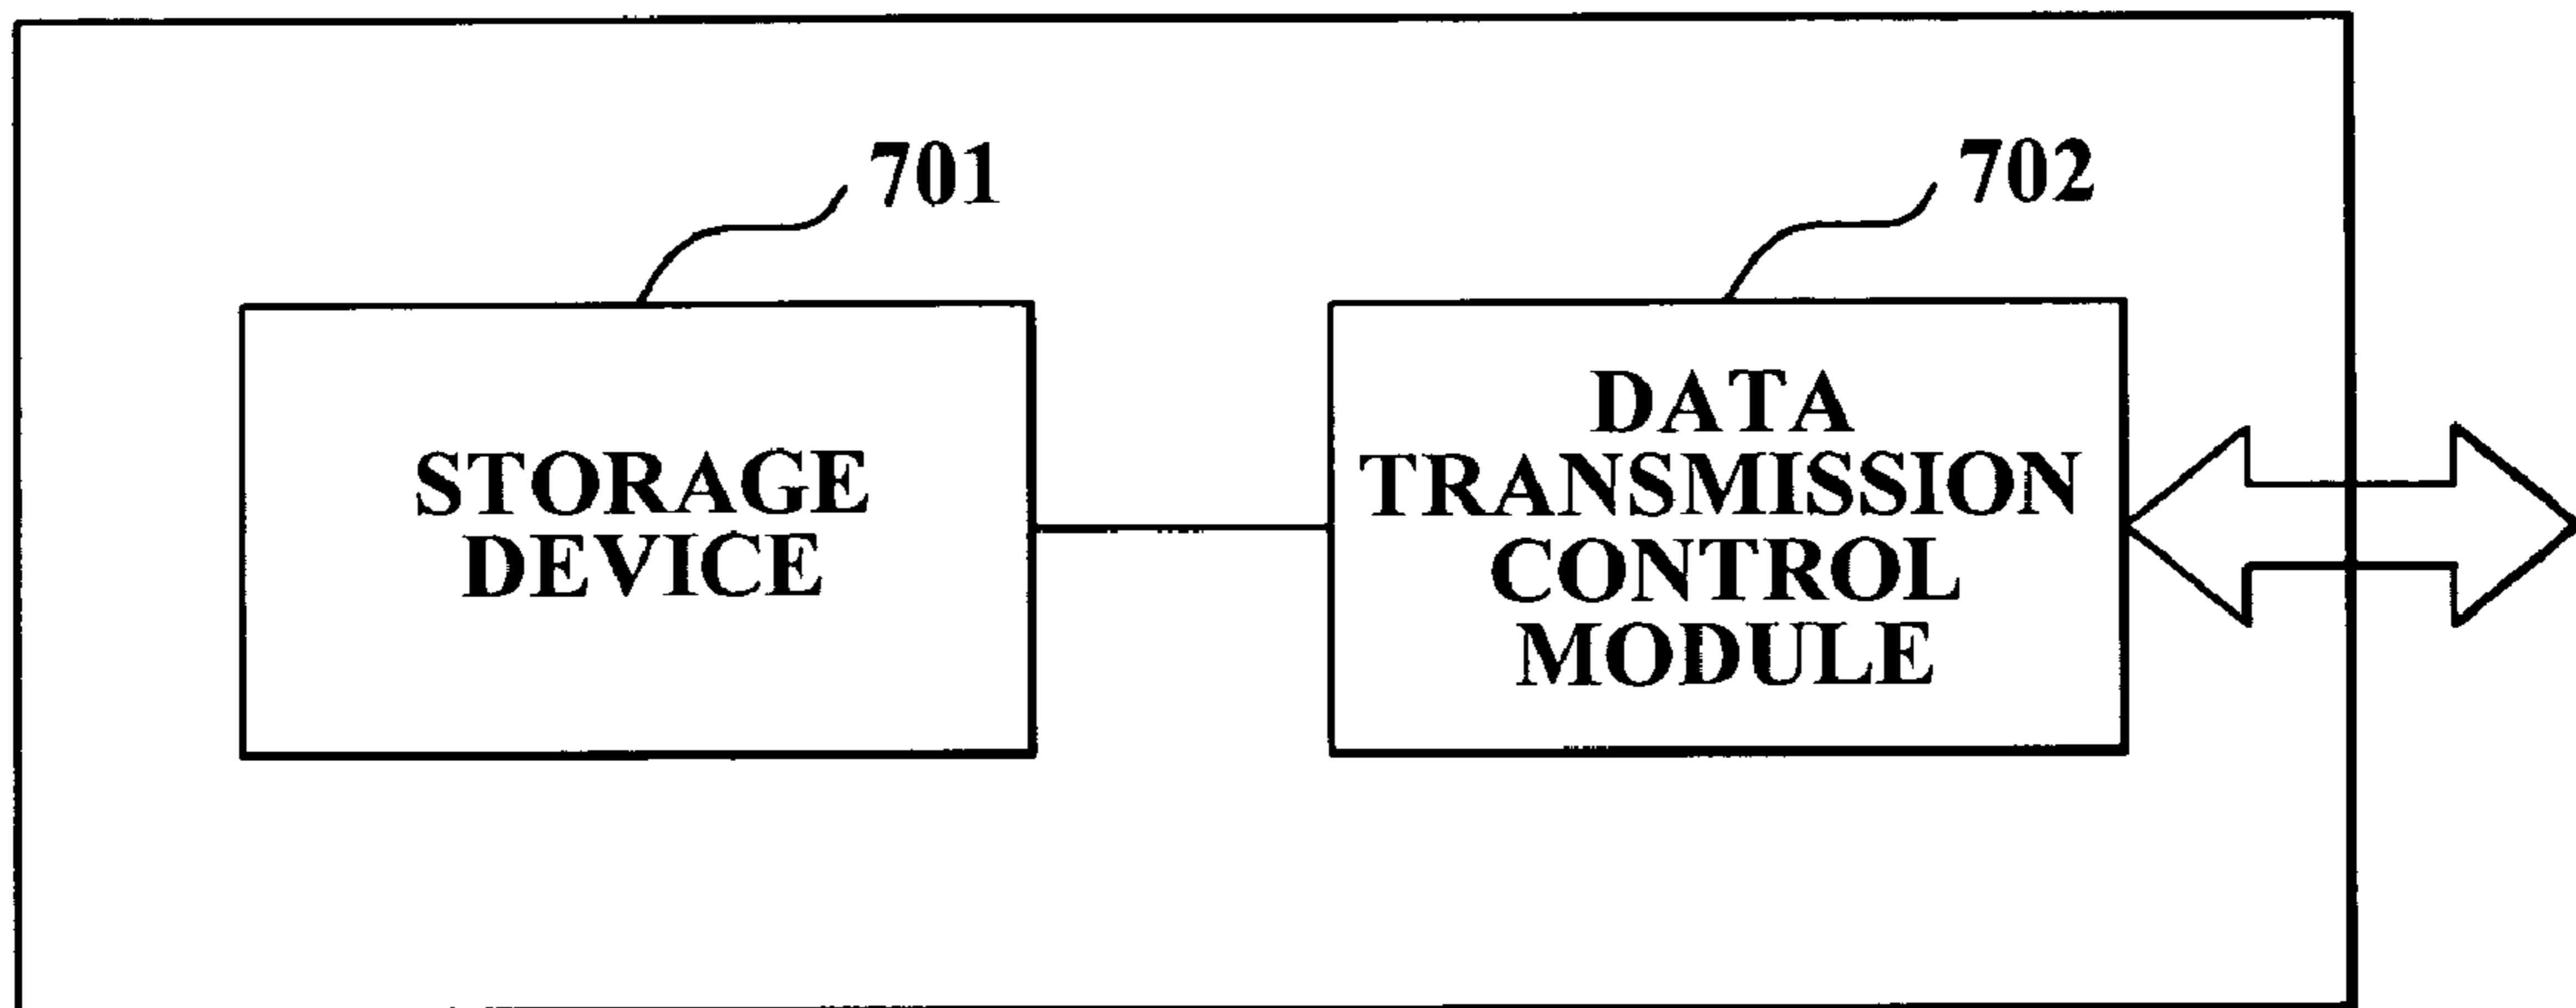 701
702
STORAGE
DEVICE
DATA
TRANSMISSION
CONTROL
MODULE